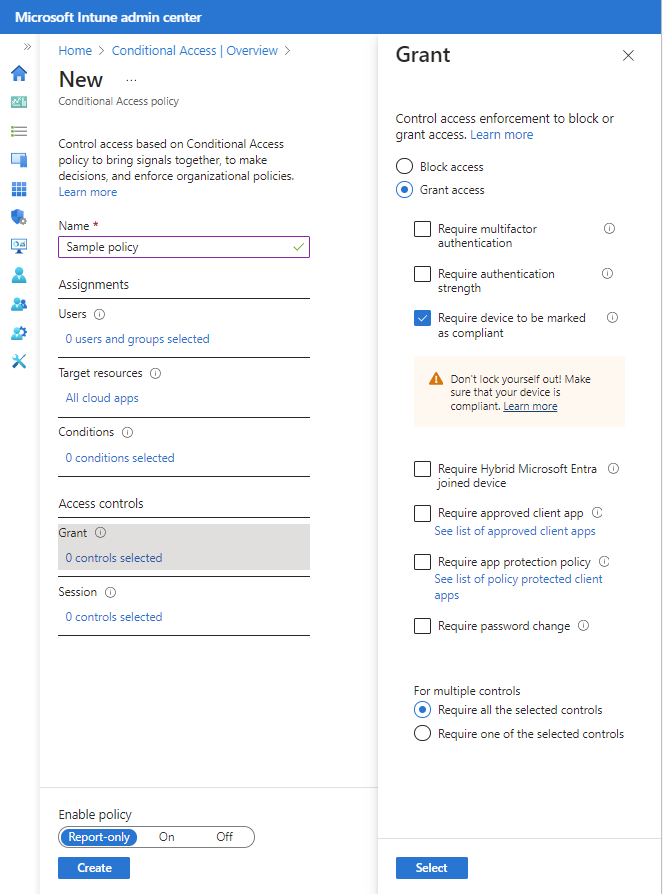 Microsoft Intune admin center
Home > Conditional Access | Overview >
New ...
Conditional Access policy
Control access based on Conditional Access
policy to bring signals together, to make
decisions, and enforce organizational policies.
Learn more
Name *
Sample policy
Assignments
Users
0 users and groups selected
Target resources
All cloud apps
Conditions
0 conditions selected
Access controls
Grant
0 controls selected
Session
0 controls selected
Enable policy
Report-only On Off
Create
Grant
Control access enforcement to block or
grant access. Learn more
Block access
Grant access
Require multifactor
authentication
Require authentication
strength
Require device to be marked
as compliant
Don't lock yourself out! Make
sure that your device is
compliant. Learn more
Require Hybrid Microsoft Entra
joined device
Require approved client app
See list of approved client apps
Require app protection policy
See list of policy protected client
apps
Require password change
For multiple controls
Require all the selected controls
Require one of the selected controls
Select